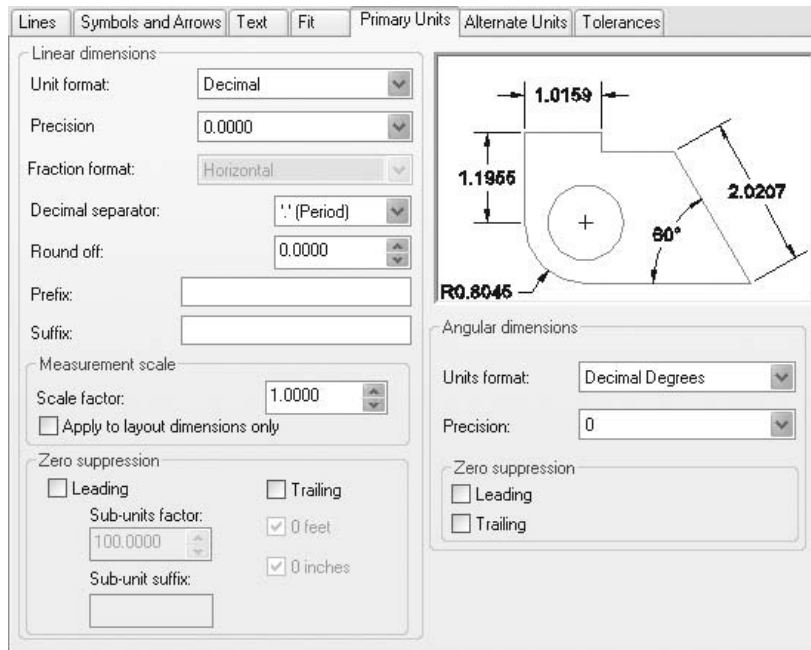 Lines
Symbols and Arrows
Text
Fit
Primary Units
Alternate Units
Tolerances
Linear dimensions
Unit format: Decimal
Precision 0.0000
Fraction format: Horizontal
Decimal separator: '.' (Period)
Round off: 0.0000
Prefix:
Suffix:
Measurement scale
Scale factor: 1.0000
Apply to layout dimensions only
Zero suppression
Leading
Trailing
Sub-units factor:
100.0000
0 feet
Sub-unit suffix:
0 inches
1.0159
1.1955
2.0207
60°
R0.8045
Angular dimensions
Units format: Decimal Degrees
Precision: 0
Zero suppression
Leading
Trailing